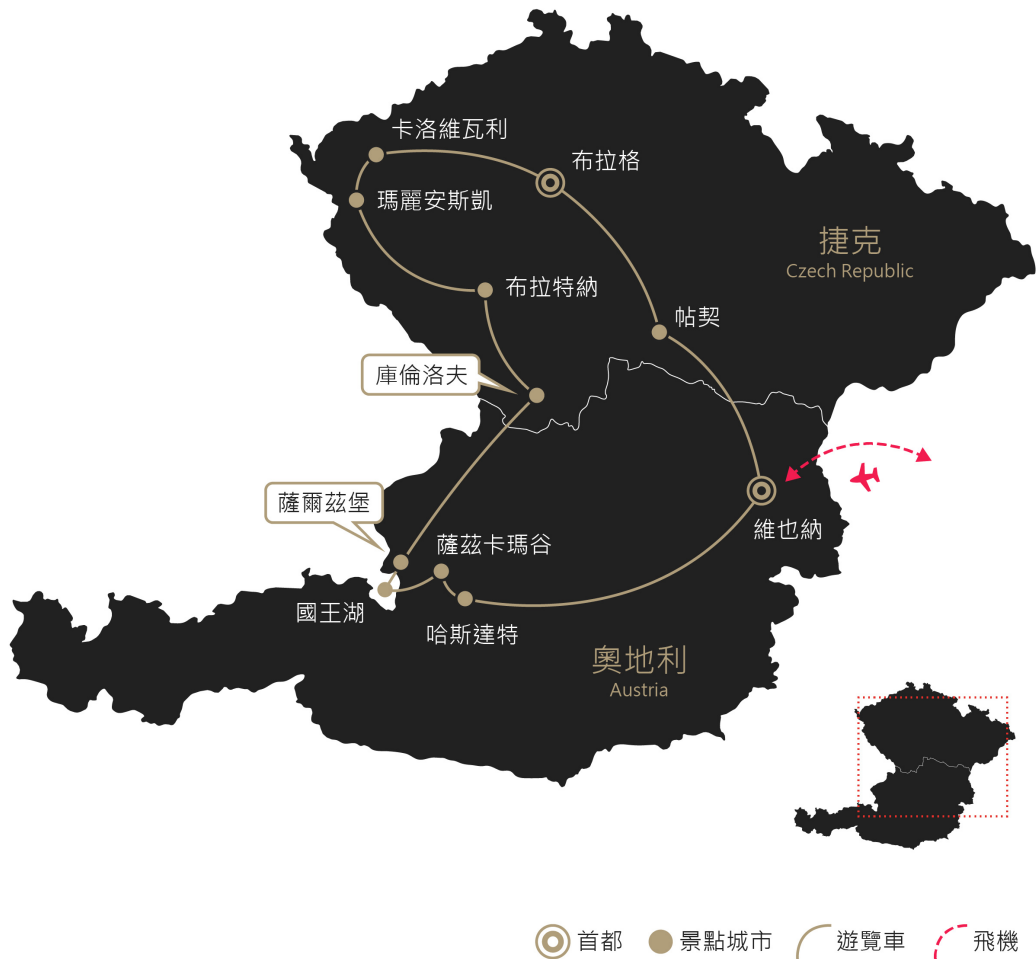 卡洛維瓦利
布拉格
瑪麗安斯凱
捷克
Czech Republic
布拉特納
帖契
庫倫洛夫
薩爾茲堡
維也納
薩茲卡瑪谷
國王湖
哈斯達特
奧地利
Austria
首都
景點城市
遊覽車
飛機